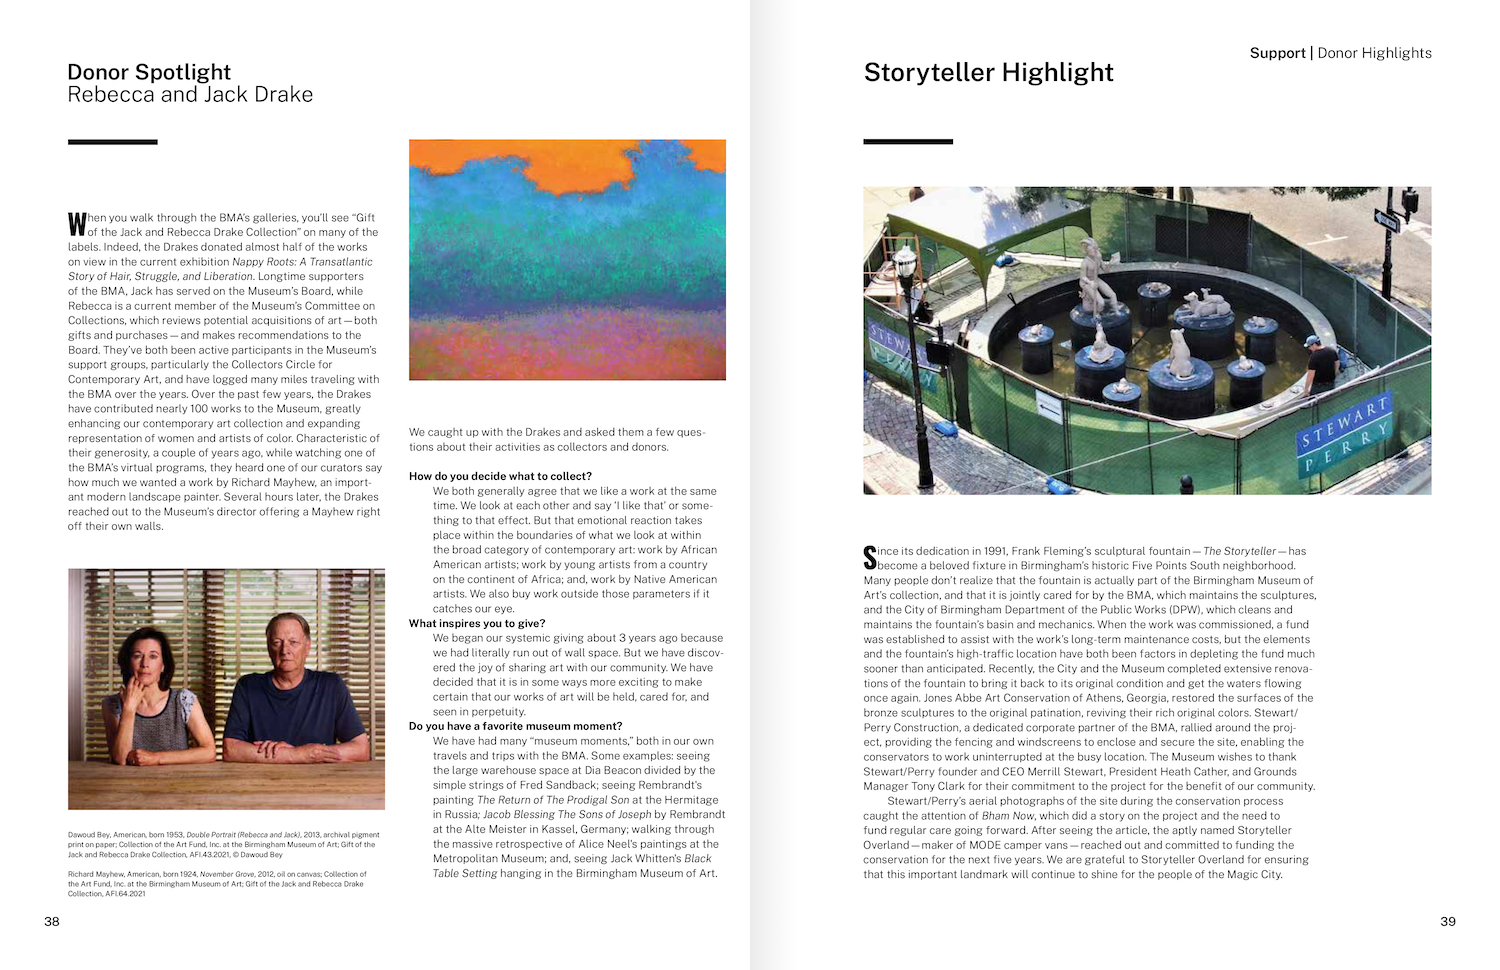 Donor Spotlight
Rebecca and Jack Drake
When you walk through the BMA’s galleries, you’ll see “Gift
of the Jack and Rebecca Drake Collection” on many of the
labels. Indeed, the Drakes donated almost half of the works
on view in the current exhibition Nappy Roots: A Transatlantic
Story of Hair, Struggle, and Liberation. Longtime supporters
of the BMA, Jack has served on the Museum’s Board, while
Rebecca is a current member of the Museum’s Committee on
Collections, which reviews potential acquisitions of art — both
gifts and purchases — and makes recommendations to the
Board. They’ve both been active participants in the Museum’s
support groups, particularly the Collectors Circle for
Contemporary Art, and have logged many miles traveling with
the BMA over the years. Over the past few years, the Drakes
have contributed nearly 100 works to the Museum, greatly
enhancing our contemporary art collection and expanding
representation of women and artists of color. Characteristic of
their generosity, a couple of years ago, while watching one of
the BMA’s virtual programs, they heard one of our curators say
how much we wanted a work by Richard Mayhew, an import-
ant modern landscape painter. Several hours later, the Drakes
reached out to the Museum’s director offering a Mayhew right
off their own walls.
Dawoud Bey, American, born 1953, Double Portrait (Rebecca and Jack), 2013, archival pigment
print on paper; Collection of the Art Fund, Inc. at the Birmingham Museum of Art; Gift of the
Jack and Rebecca Drake Collection, AFI.43.2021, © Dawoud Bey
Richard Mayhew, American, born 1924, November Grove, 2012, oil on canvas; Collection of
the Art Fund, Inc. at the Birmingham Museum of Art; Gift of the Jack and Rebecca Drake
Collection, AFI.64.2021
38
We caught up with the Drakes and asked them a few ques-
tions about their activities as collectors and donors.
How do you decide what to collect?
We both generally agree that we like a work at the same
time. We look at each other and say ‘I like that’ or some-
thing to that effect. But that emotional reaction takes
place within the boundaries of what we look at within
the broad category of contemporary art: work by African
American artists; work by young artists from a country
on the continent of Africa; and, work by Native American
artists. We also buy work outside those parameters if it
catches our eye.
What inspires you to give?
We began our systemic giving about 3 years ago because
we had literally run out of wall space. But we have discov-
ered the joy of sharing art with our community. We have
decided that it is in some ways more exciting to make
certain that our works of art will be held, cared for, and
seen in perpetuity.
Do you have a favorite museum moment?
We have had many “museum moments,” both in our own
travels and trips with the BMA. Some examples: seeing
the large warehouse space at Dia Beacon divided by the
simple strings of Fred Sandback; seeing Rembrandt’s
painting The Return of The Prodigal Son at the Hermitage
in Russia; Jacob Blessing The Sons of Joseph by Rembrandt
at the Alte Meister in Kassel, Germany; walking through
the massive retrospective of Alice Neel’s paintings at the
Metropolitan Museum; and, seeing Jack Whitten's Black
Table Setting hanging in the Birmingham Museum of Art.
Support | Donor Highlights
Storyteller Highlight
STEWART
PERRY
STEWART
PERRY
Since its dedication in 1991, Frank Fleming’s sculptural fountain — The Storyteller — has
become a beloved fixture in Birmingham’s historic Five Points South neighborhood.
Many people don’t realize that the fountain is actually part of the Birmingham Museum of
Art’s collection, and that it is jointly cared for by the BMA, which maintains the sculptures,
and the City of Birmingham Department of the Public Works (DPW), which cleans and
maintains the fountain’s basin and mechanics. When the work was commissioned, a fund
was established to assist with the work’s long-term maintenance costs, but the elements
and the fountain’s high-traffic location have both been factors in depleting the fund much
sooner than anticipated. Recently, the City and the Museum completed extensive renova-
tions of the fountain to bring it back to its original condition and get the waters flowing
once again. Jones Abbe Art Conservation of Athens, Georgia, restored the surfaces of the
bronze sculptures to the original patination, reviving their rich original colors. Stewart/
Perry Construction, a dedicated corporate partner of the BMA, rallied around the proj-
ect, providing the fencing and windscreens to enclose and secure the site, enabling the
conservators to work uninterrupted at the busy location. The Museum wishes to thank
Stewart/Perry founder and CEO Merrill Stewart, President Heath Cather, and Grounds
Manager Tony Clark for their commitment to the project for the benefit of our community.
Stewart/Perry’s aerial photographs of the site during the conservation process
caught the attention of Bham Now, which did a story on the project and the need to
fund regular care going forward. After seeing the article, the aptly named Storyteller
Overland — maker of MODE camper vans — reached out and committed to funding the
conservation for the next five years. We are grateful to Storyteller Overland for ensuring
that this important landmark will continue to shine for the people of the Magic City.
39